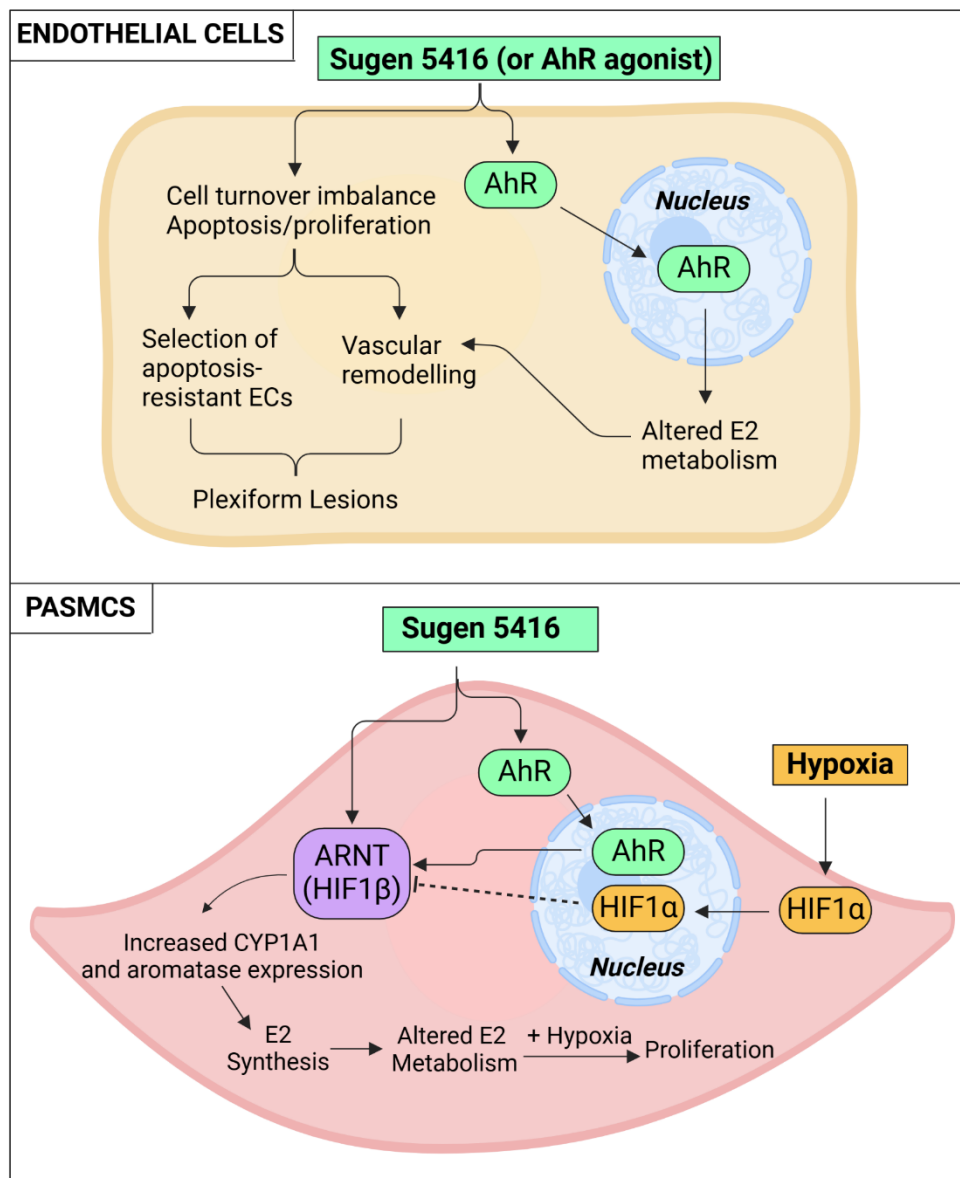 ENDOTHELIAL CELLS
Sugen 5416 (or AhR agonist)
Cell turnover imbalance
Apoptosis/proliferation
AhR
Nucleus
AhR
Selection of
apoptosis-
resistant ECs
Vascular
remodelling
Altered E2
metabolism
Plexiform Lesions
PASMCS
Sugen 5416
AhR
Hypoxia
ARNT
(HIF1β)
AhR
HIF1α
HIF1α
Nucleus
Increased CYP1A1
and aromatase expression
E2
Synthesis
Altered E2
Metabolism
+ Hypoxia
Proliferation